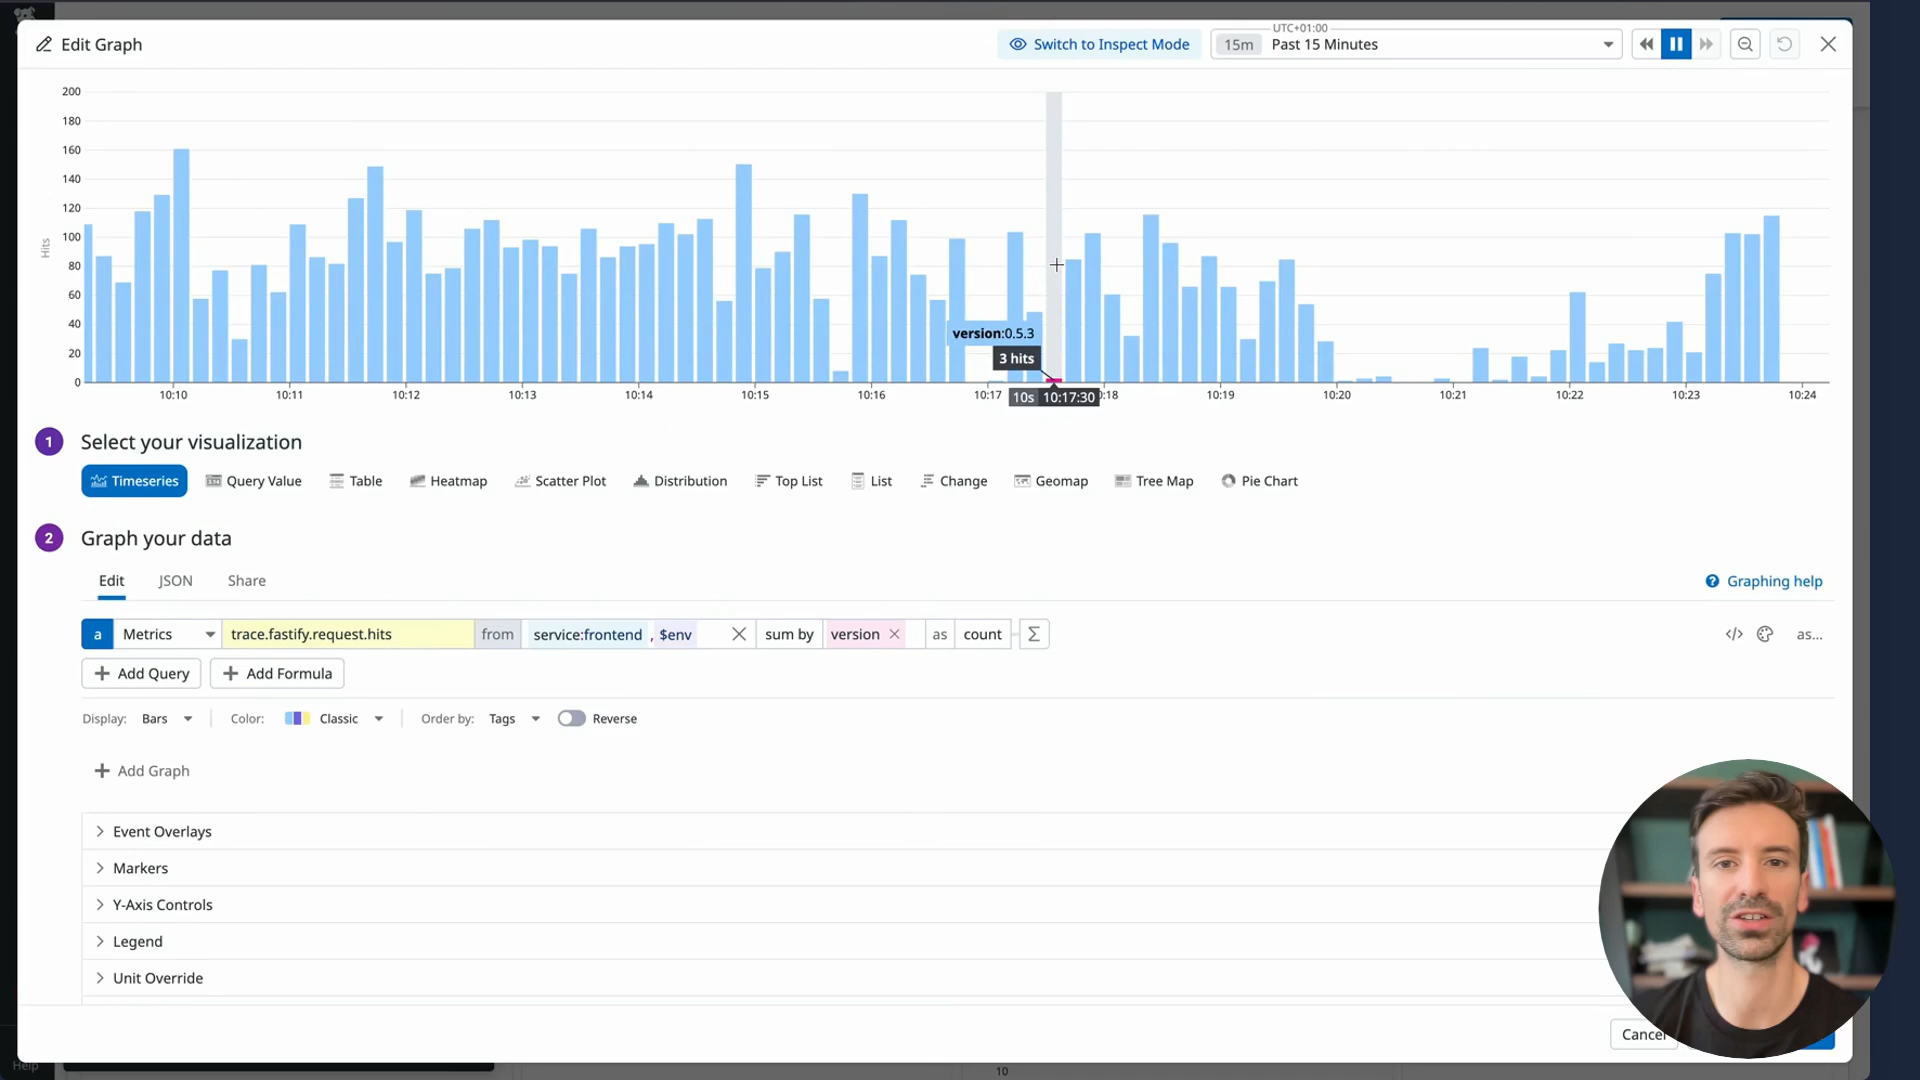 Edit Graph
Switch to Inspect Mode
UTC+01:00
15m Past 15 Minutes
200
180
160
140
120
100
80
60
40
20
0
Hits
version:0.5.3
3 hits
10s 10:17:30
10:10 10:11 10:12 10:13 10:14 10:15 10:16 10:17 0:18 10:19 10:20 10:21 10:22 10:23 10:24
1 Select your visualization
Timeseries Query Value Table Heatmap Scatter Plot Distribution Top List List Change Geomap Tree Map Pie Chart
2 Graph your data
Edit JSON Share
Graphing help
a Metrics trace.fastify.request.hits from service:frontend , $env sum by version as count Σ
as...
Add Query Add Formula
Display: Bars Color: Classic Order by: Tags Reverse
Add Graph
Event Overlays
Markers
Y-Axis Controls
Legend
Unit Override
Cancel
Help
10